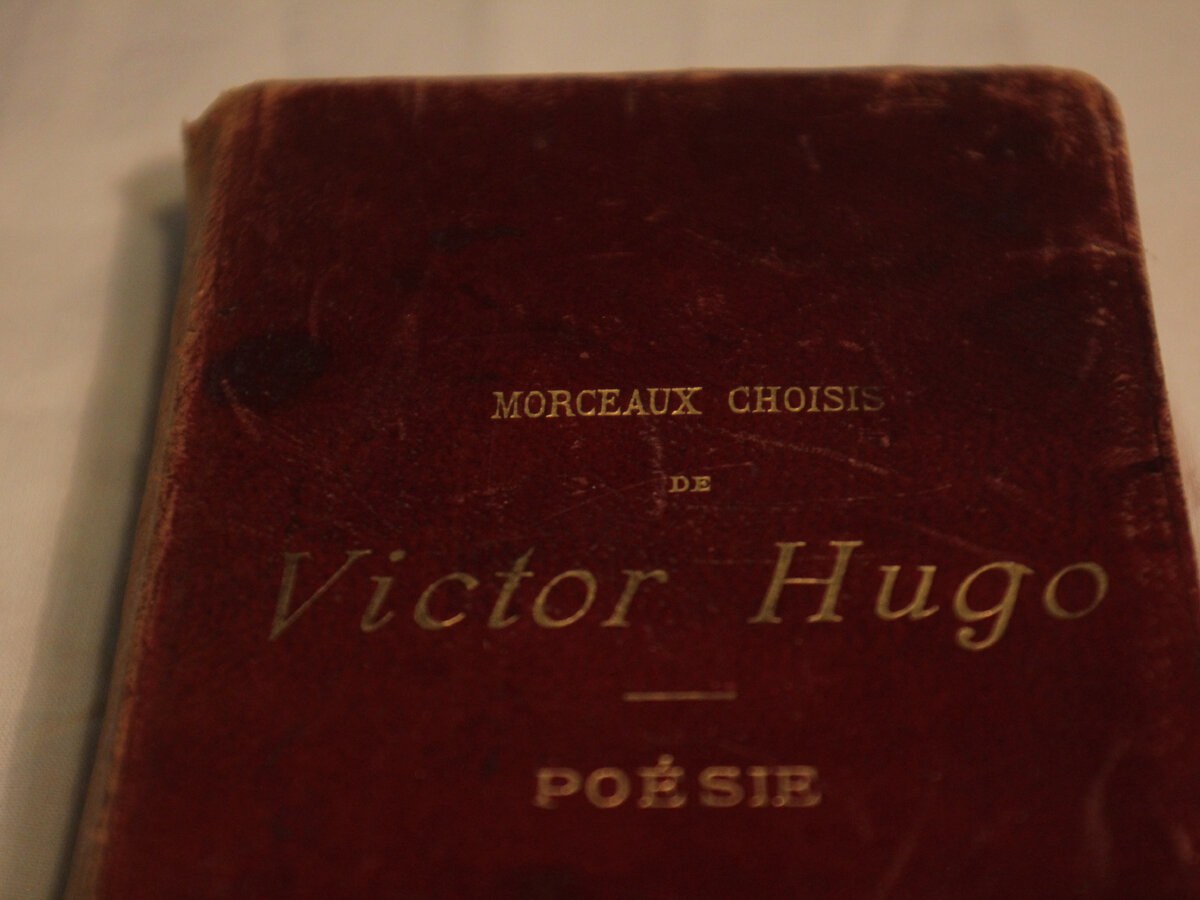 MORCEAUX CHOISIS
DE
Victor Hugo
POÉSIE